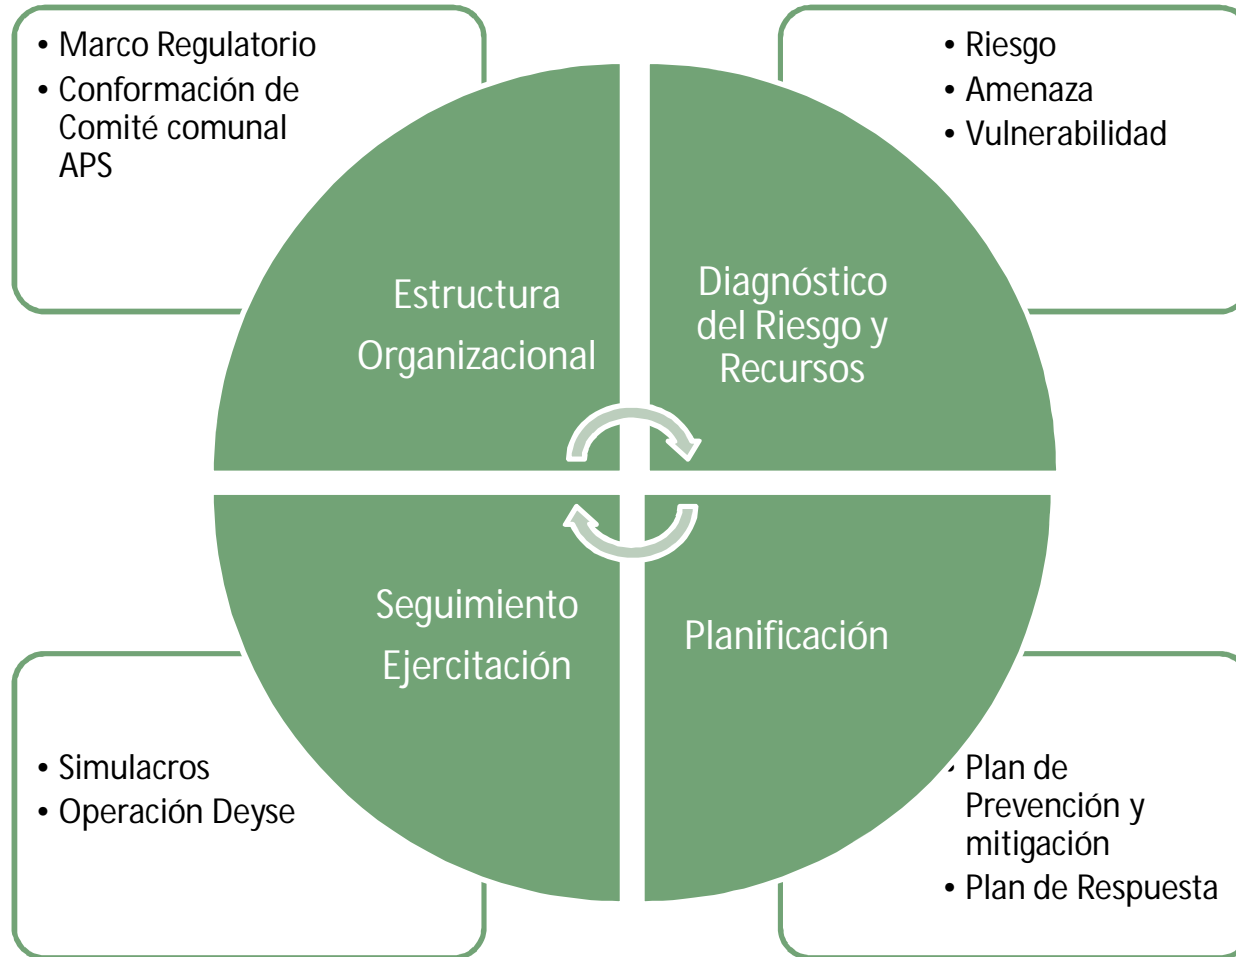 • Marco Regulatorio
• Conformación de
Comité comunal
APS
• Riesgo
• Amenaza
• Vulnerabilidad
Estructura
Organizacional
Diagnóstico
del Riesgo y
Recursos
Seguimiento
Ejercitación
Planificación
• Simulacros
• Operación Deyse
• Plan de
Prevención y
mitigación
• Plan de Respuesta